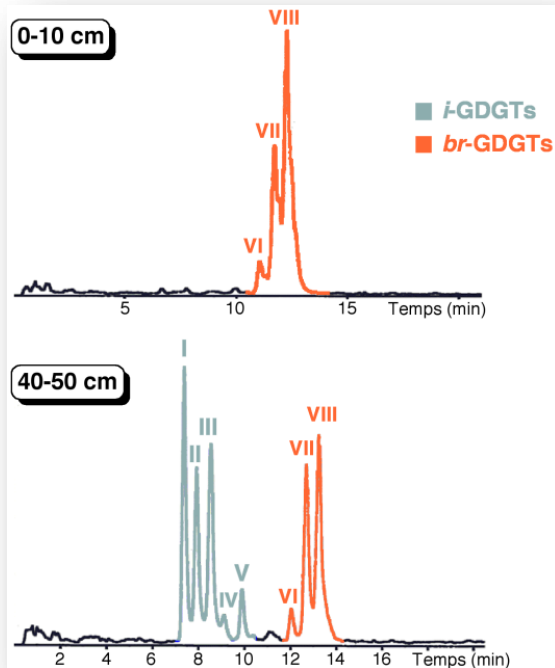 0-10 cm
VIII
VII
VI
i-GDGTs
br-GDGTs
5 10 15 Temps (min)
40-50 cm
I
II
III
IV
V
VI
VII
VIII
2 4 6 8 10 12 14 16 Temps (min)